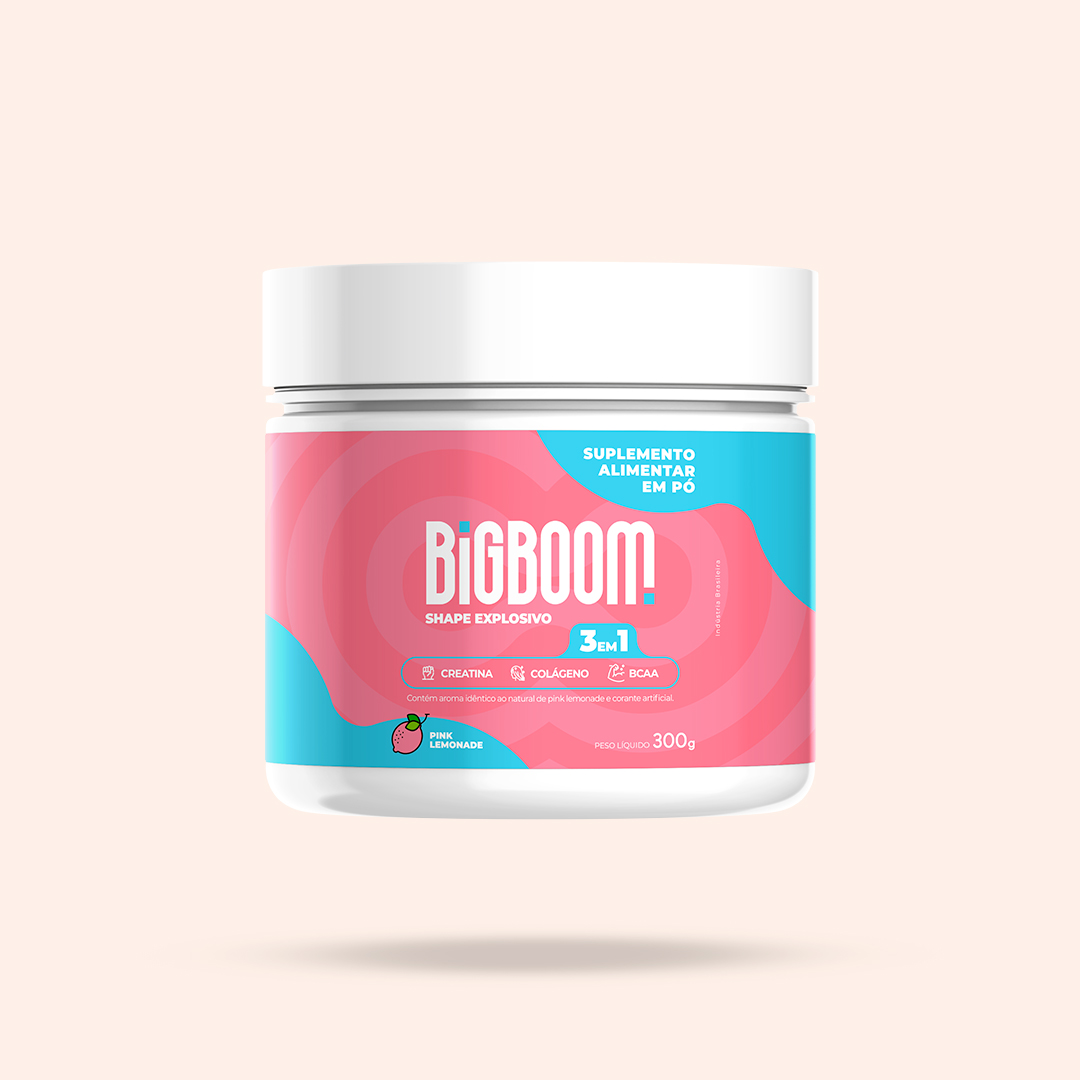 SUPLEMENTO
ALIMENTAR
EM PÓ
BiGBOOM!
SHAPE EXPLOSIVO
3EM1
CREATINA COLÁGENO BCAA
Contém aroma idêntico ao natural de pink lemonade e corante artificial.
PINK
LEMONADE
PESO LÍQUIDO 300g
Indústria Brasileira